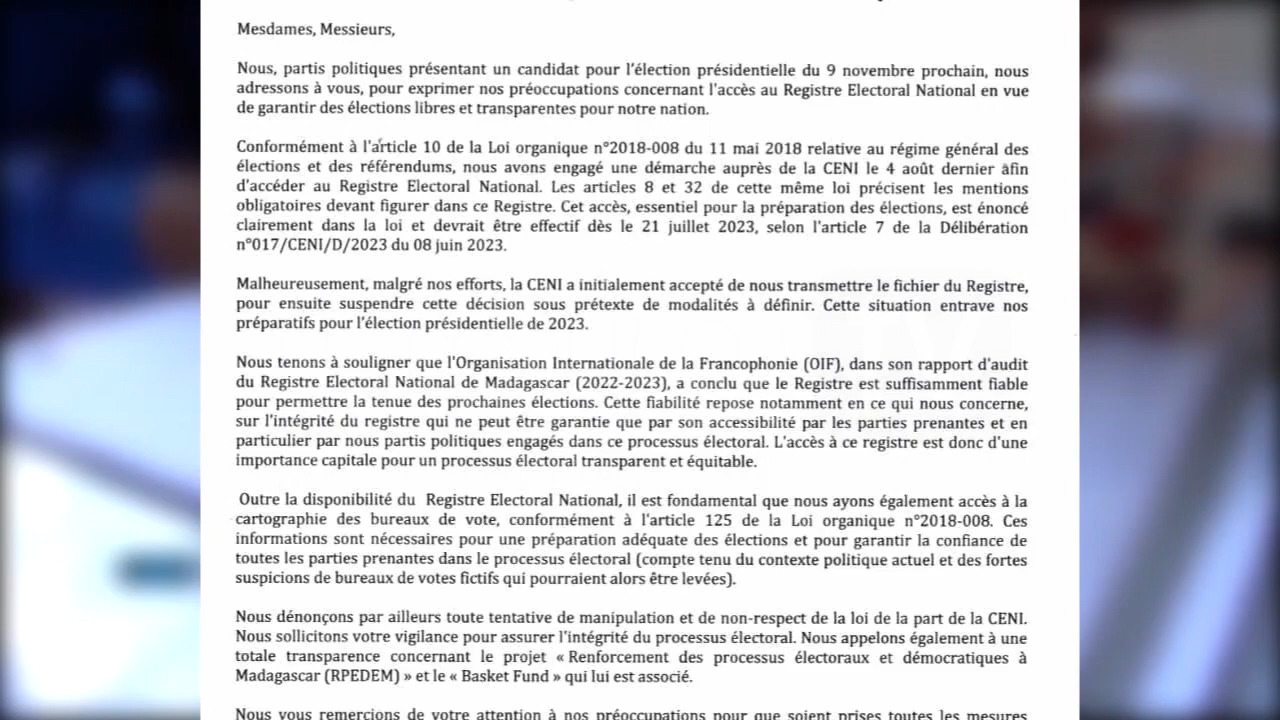 Mesdames, Messieurs,
Nous, partis politiques présentant un candidat pour l'élection présidentielle du 9 novembre prochain, nous
adressons à vous, pour exprimer nos préoccupations concernant l'accès au Registre Electoral National en vue
de garantir des élections libres et transparentes pour notre nation.
Conformément à l'article 10 de la Loi organique n°2018-008 du 11 mai 2018 relative au régime général des
élections et des référendums, nous avons engagé une démarche auprès de la CENI le 4 août dernier afin
d'accéder au Registre Electoral National. Les articles 8 et 32 de cette même loi précisent les mentions
obligatoires devant figurer dans ce Registre. Cet accès, essentiel pour la préparation des élections, est énoncé
clairement dans la loi et devrait être effectif dès le 21 juillet 2023, selon l'article 7 de la Délibération
n°017/CENI/D/2023 du 08 juin 2023.
Malheureusement, malgré nos efforts, la CENI a initialement accepté de nous transmettre le fichier du Registre,
pour ensuite suspendre cette décision sous prétexte de modalités à définir. Cette situation entrave nos
préparatifs pour l'élection présidentielle de 2023.
Nous tenons à souligner que l'Organisation Internationale de la Francophonie (OIF), dans son rapport d'audit
du Registre Electoral National de Madagascar (2022-2023), a conclu que le Registre est suffisamment fiable
pour permettre la tenue des prochaines élections. Cette fiabilité repose notamment en ce qui nous concerne,
sur l'intégrité du registre qui ne peut être garantie que par son accessibilité par les parties prenantes et en
particulier par nous partis politiques engagés dans ce processus électoral. L'accès à ce registre est donc d'une
importance capitale pour un processus électoral transparent et équitable.
Outre la disponibilité du Registre Electoral National, il est fondamental que nous ayons également accès à la
cartographie des bureaux de vote, conformément à l'article 125 de la Loi organique n°2018-008. Ces
informations sont nécessaires pour une préparation adéquate des élections et pour garantir la confiance de
toutes les parties prenantes dans le processus électoral (compte tenu du contexte politique actuel et des fortes
suspicions de bureaux de votes fictifs qui pourraient alors être levées).
Nous dénonçons par ailleurs toute tentative de manipulation et de non-respect de la loi de la part de la CENI.
Nous sollicitons votre vigilance pour assurer l'intégrité du processus électoral. Nous appelons également à une
totale transparence concernant le projet « Renforcement des processus électoraux et démocratiques à
Madagascar (RPEDEM) » et le « Basket Fund » qui lui est associé.
Nous vous remercions de votre attention à nos préoccupations pour que soient prises toutes les mesures